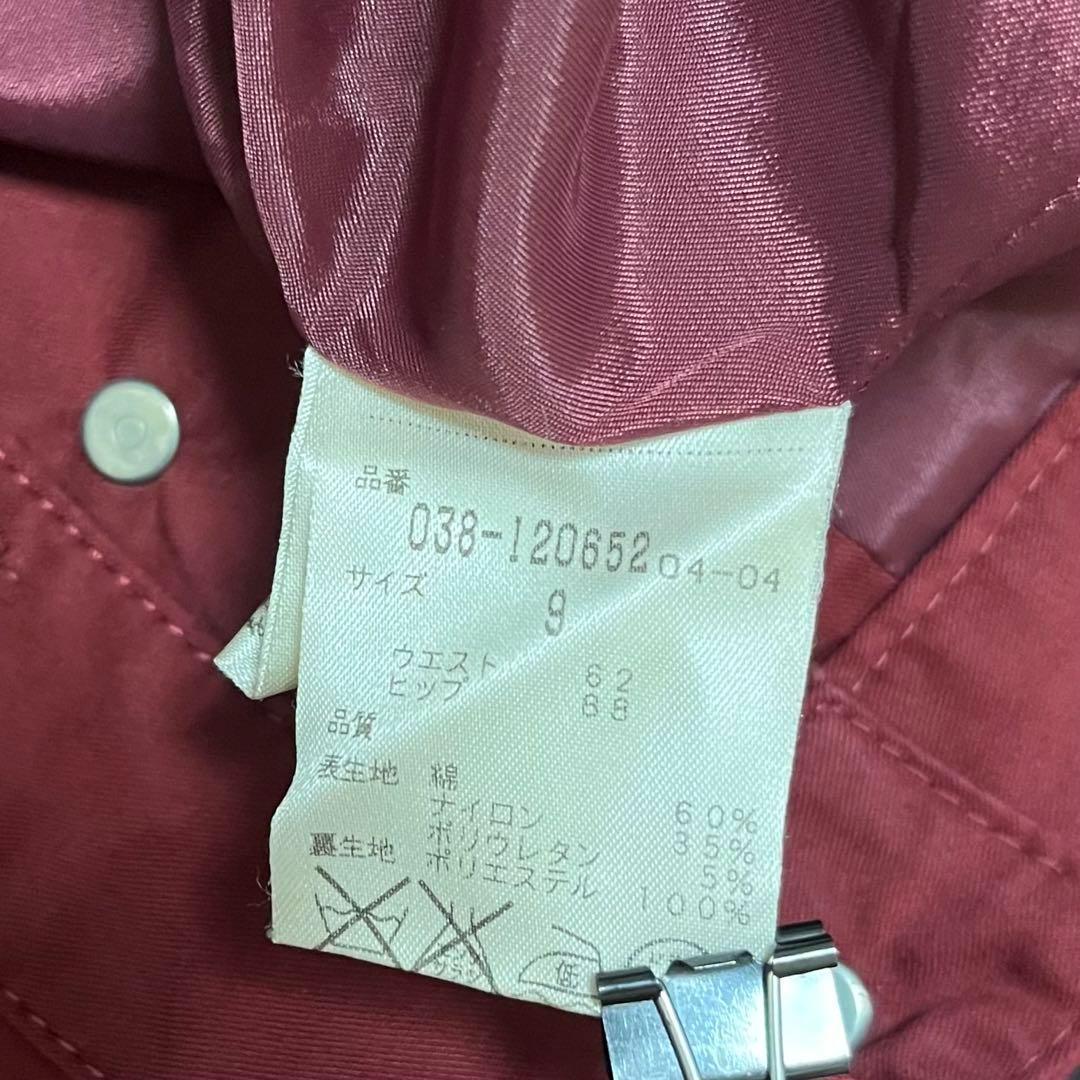 品番
038-120652 04-04
サイズ 9
ウエスト 62
ヒップ 88
品質
表生地 綿 60%
ナイロン 35%
ポリウレタン 5%
裏生地 ポリエステル 100%
低